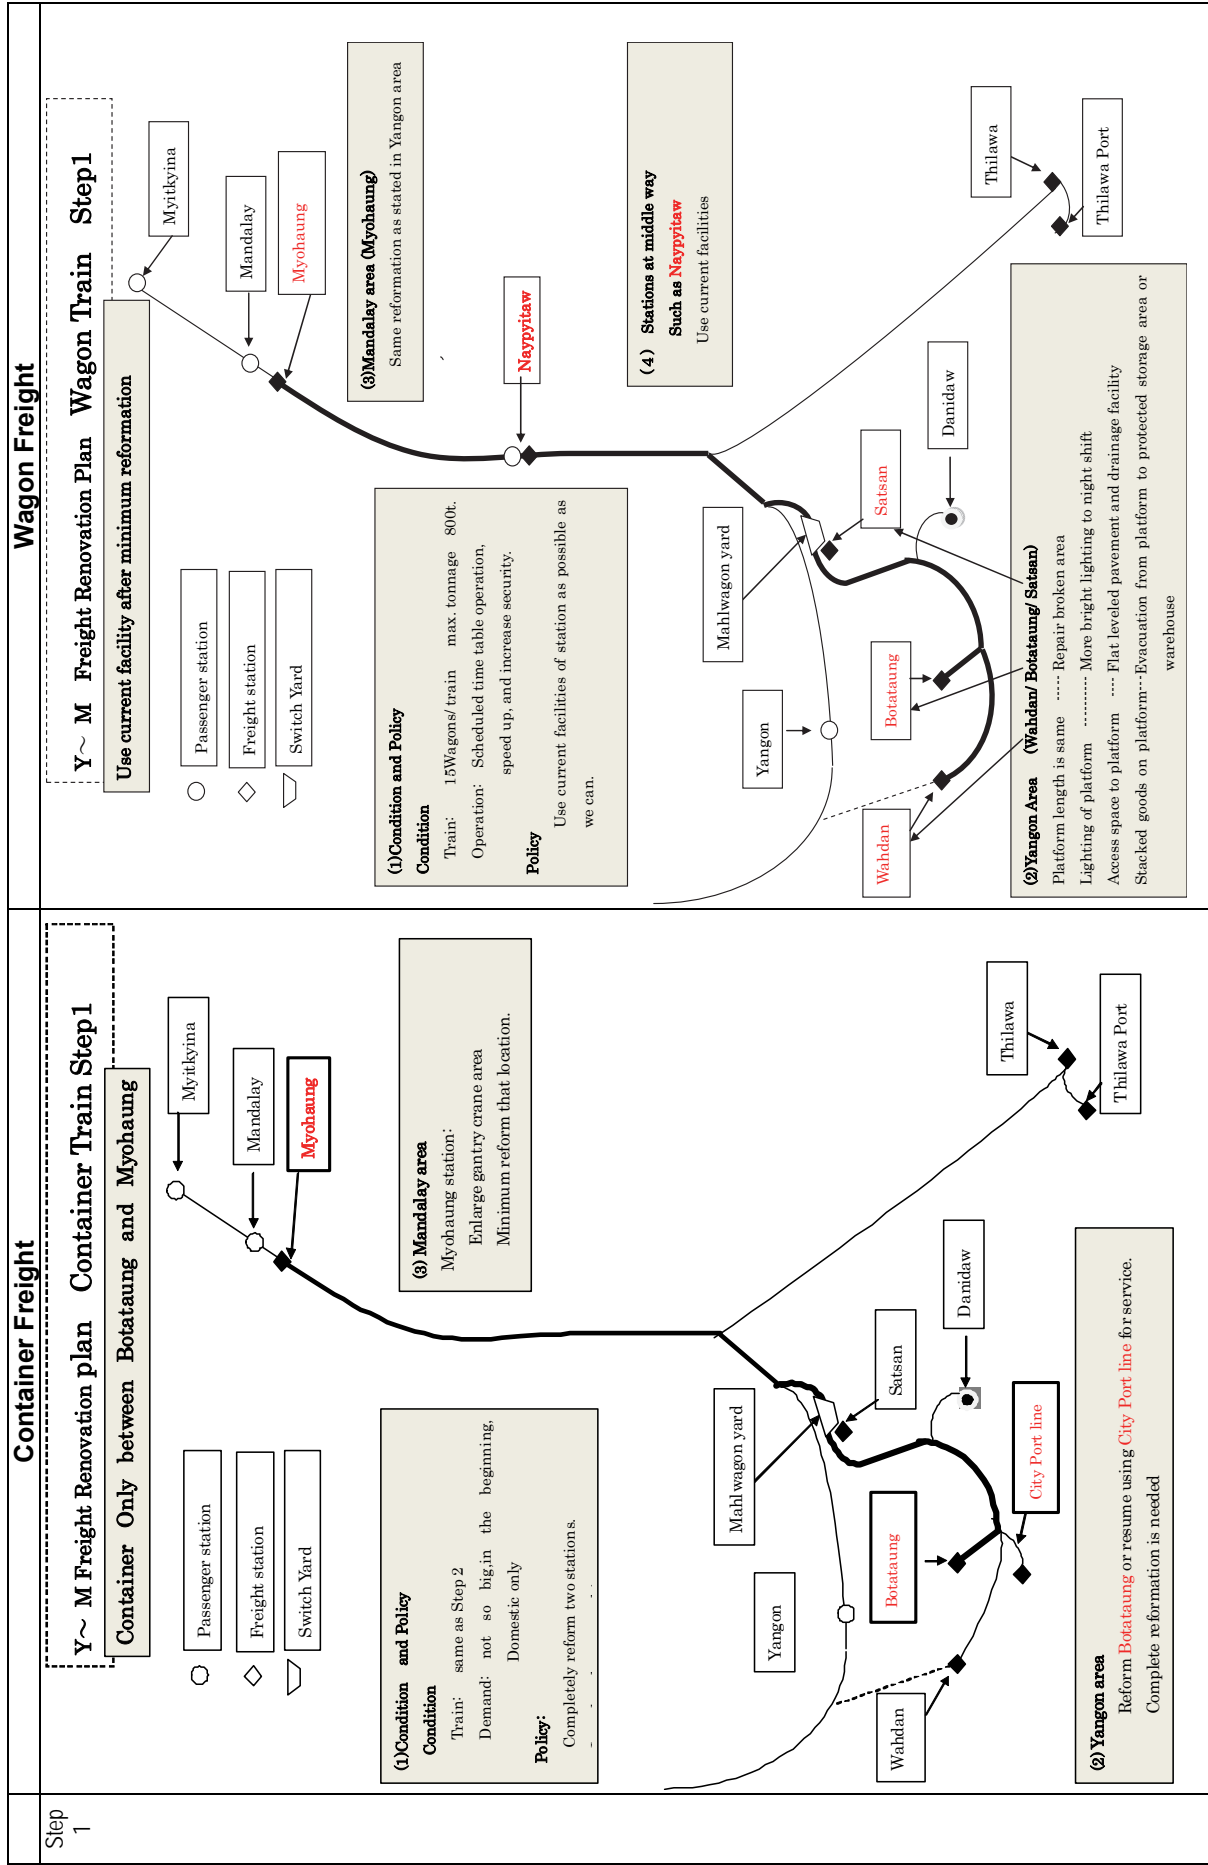 Container Freight
Wagon Freight
Step
1
Y～ M Freight Renovation plan Container Train Step1
Container Only between Botataung and Myohaung
Passenger station
Freight station
Switch Yard
Myitkyina
Mandalay
Myohaung
(1)Condition and Policy
Condition
Train: same as Step 2
Demand: not so big,in the beginning,
Domestic only
Policy:
Completely reform two stations.
(3) Mandalay area
Myohaung station:
Enlarge gantry crane area
Minimum reform that location.
Mahlwagon yard
Satsan
Yangon
Botataung
Danidaw
Wahdan
City Port line
Thilawa
Thilawa Port
(2) Yangon area
Reform Botataung or resume using City Port line for service.
Complete reformation is needed
Y～ M Freight Renovation Plan Wagon Train Step1
Use current facility after minimum reformation
Passenger station
Freight station
Switch Yard
Myitkyina
Mandalay
Myohaung
(3)Mandalay area (Myohaung)
Same reformation as stated in Yangon area
(1)Condition and Policy
Condition
Train: 15Wagons/ train max. tonnage 800t.
Operation: Scheduled time table operation,
speed up, and increase security.
Policy
Use current facilities of station as possible as
we can.
Naypyitaw
(4) Stations at middle way
Such as Naypyitaw
Use current facilities
Mahlwagon yard
Satsan
Yangon
Botataung
Danidaw
Wahdan
Thilawa
Thilawa Port
(2)Yangon Area (Wahdan/ Botataung/ Satsan)
Platform length is same ----- Repair broken area
Lighting of platform ----------- More bright lighting to night shift
Access space to platform ---- Flat leveled pavement and drainage facility
Stacked goods on platform---Evacuation from platform to protected storage area or
warehouse